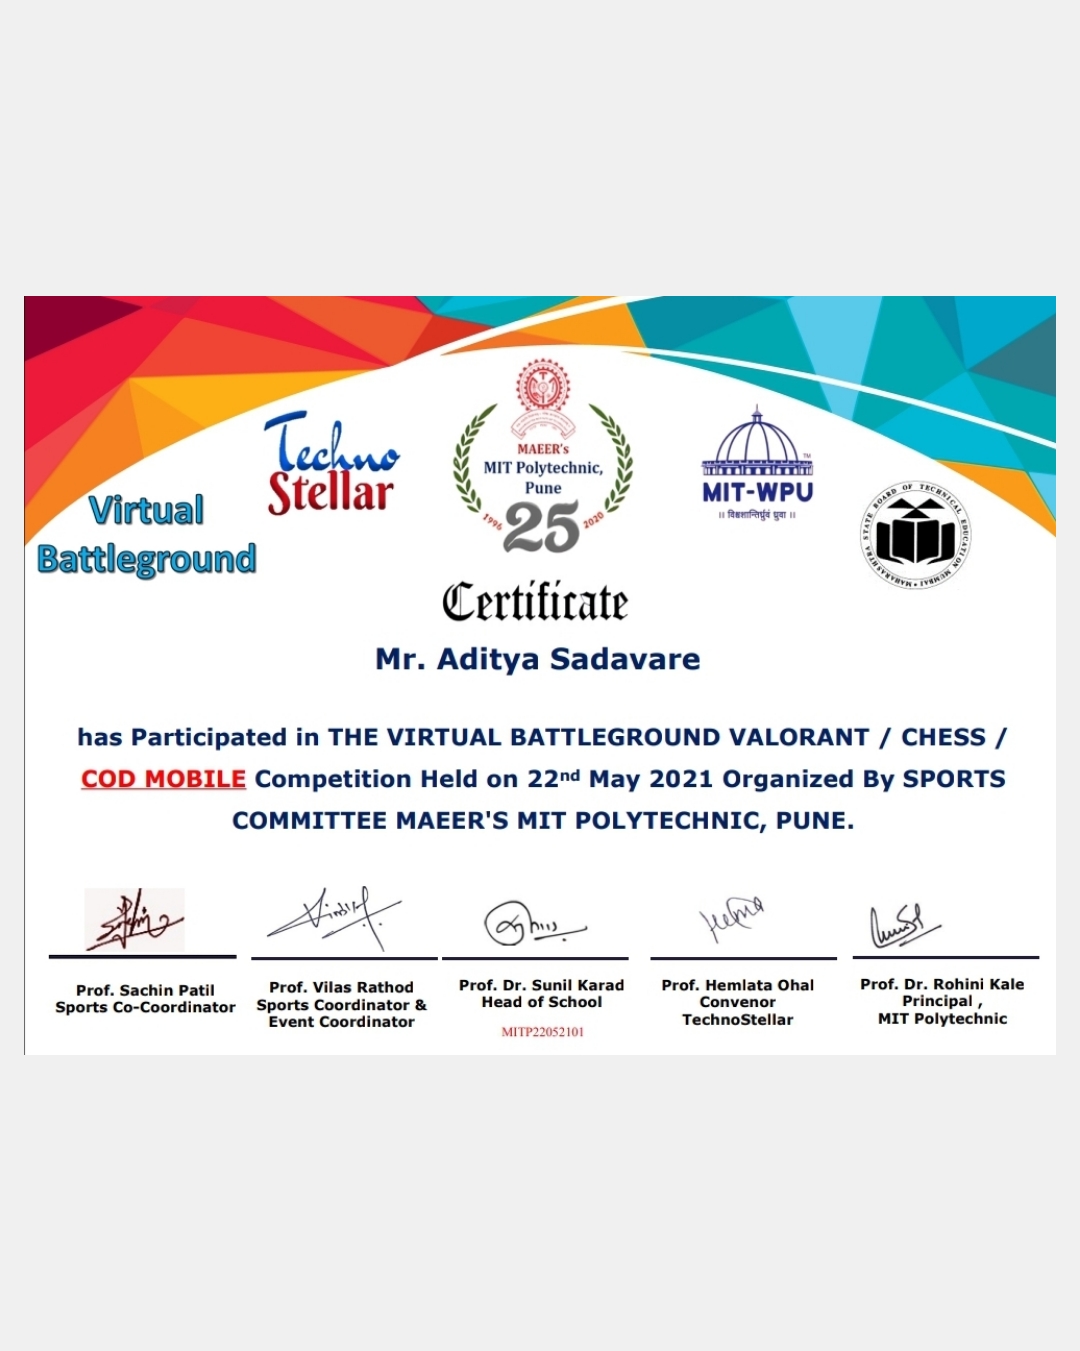 Techno
Stellar
Virtual
Battleground
MAEER's
MIT Polytechnic,
Pune
1996 25 2020
MIT-WPU
TM
॥ विश्वशान्तिर्ध्रुवं ध्रुवा ॥
MAHARASHTRA STATE BOARD OF TECHNICAL EDUCATION MUMBAI
Certificate
Mr. Aditya Sadavare
has Participated in THE VIRTUAL BATTLEGROUND VALORANT / CHESS /
COD MOBILE Competition Held on 22nd May 2021 Organized By SPORTS
COMMITTEE MAEER'S MIT POLYTECHNIC, PUNE.
Prof. Sachin Patil
Sports Co-Coordinator
Prof. Vilas Rathod
Sports Coordinator &
Event Coordinator
Prof. Dr. Sunil Karad
Head of School
MITP22052101
Prof. Hemlata Ohal
Convenor
TechnoStellar
Prof. Dr. Rohini Kale
Principal ,
MIT Polytechnic